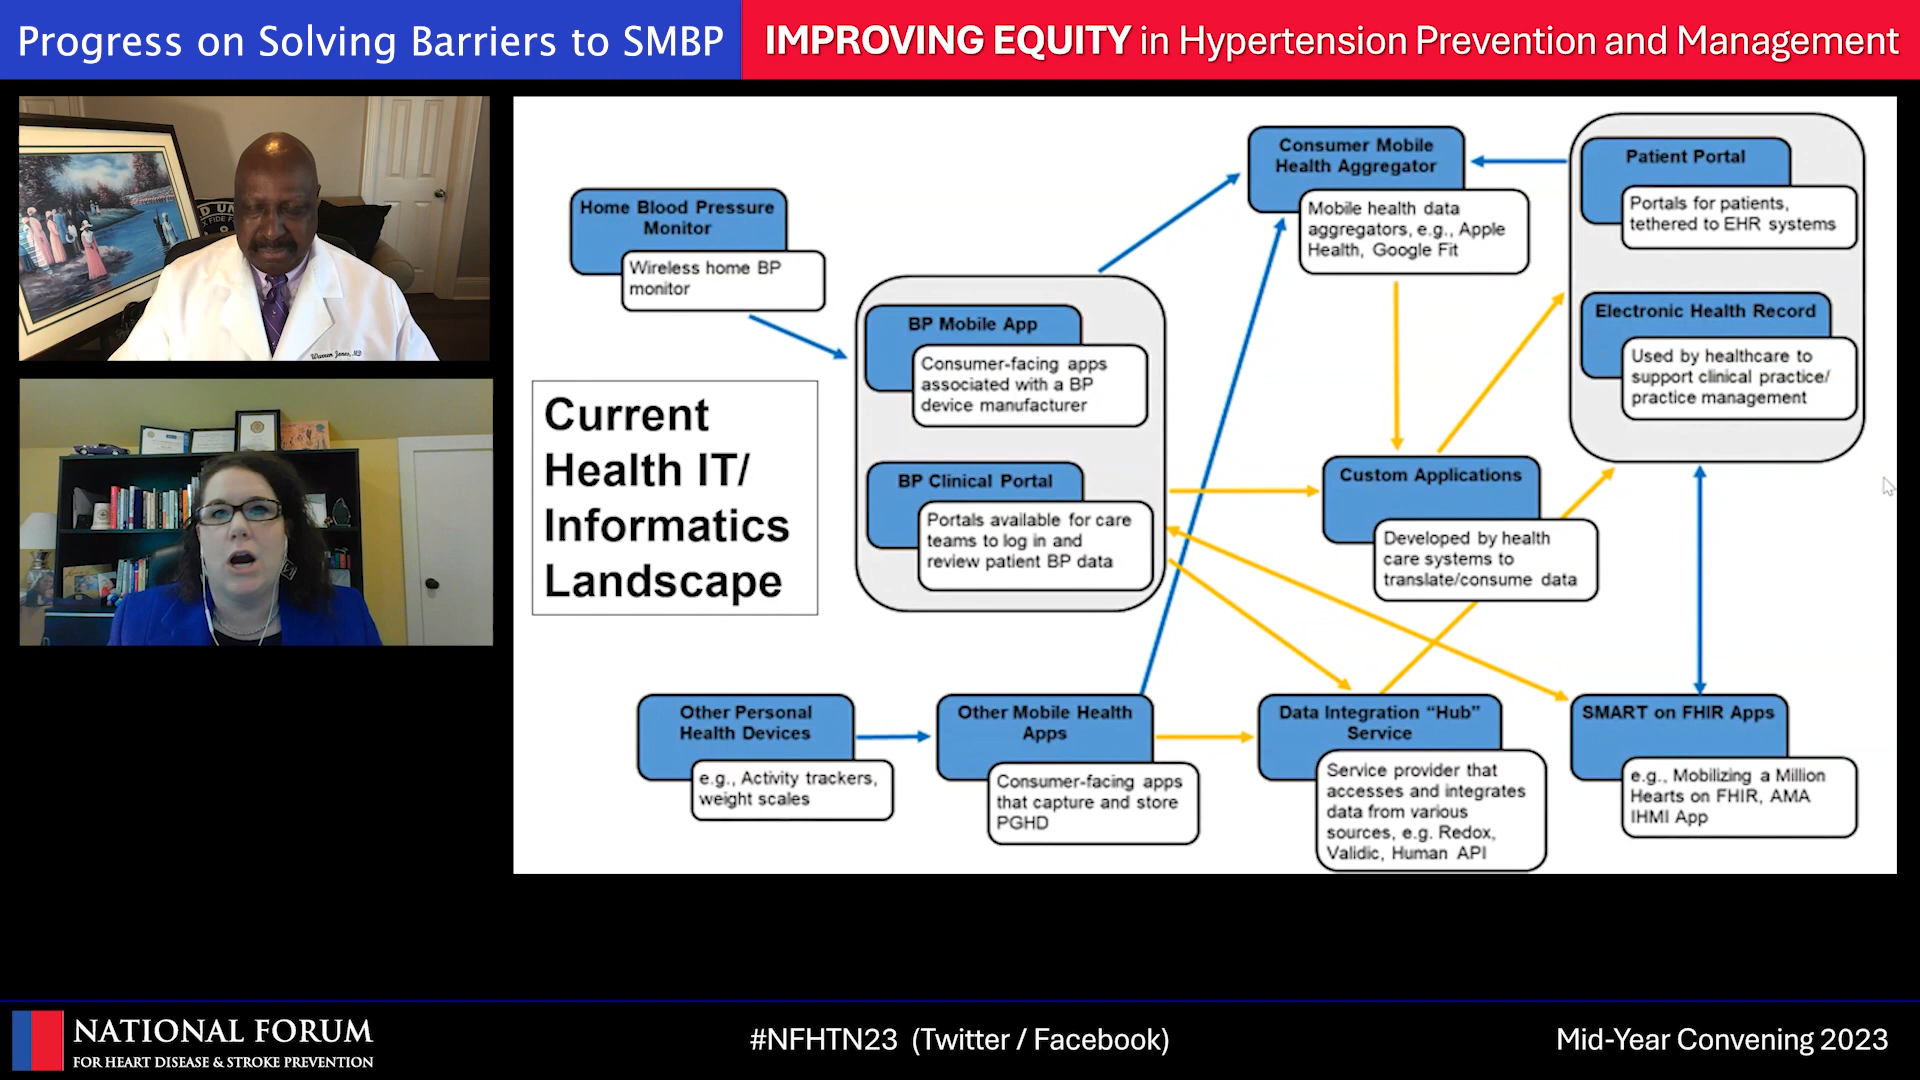 Progress on Solving Barriers to SMBP
IMPROVING EQUITY in Hypertension Prevention and Management
Warren Jones, MD
Current
Health IT/
Informatics
Landscape
Home Blood Pressure
Monitor
Wireless home BP
monitor
BP Mobile App
Consumer-facing apps
associated with a BP
device manufacturer
BP Clinical Portal
Portals available for care
teams to log in and
review patient BP data
Consumer Mobile
Health Aggregator
Mobile health data
aggregators, e.g., Apple
Health, Google Fit
Patient Portal
Portals for patients,
tethered to EHR systems
Electronic Health Record
Used by healthcare to
support clinical practice/
practice management
Custom Applications
Developed by health
care systems to
translate/consume data
Other Personal
Health Devices
e.g., Activity trackers,
weight scales
Other Mobile Health
Apps
Consumer-facing apps
that capture and store
PGHD
Data Integration “Hub”
Service
Service provider that
accesses and integrates
data from various
sources, e.g. Redox,
Validic, Human API
SMART on FHIR Apps
e.g., Mobilizing a Million
Hearts on FHIR, AMA
IHMI App
NATIONAL FORUM
FOR HEART DISEASE & STROKE PREVENTION
#NFHTN23 (Twitter / Facebook)
Mid-Year Convening 2023